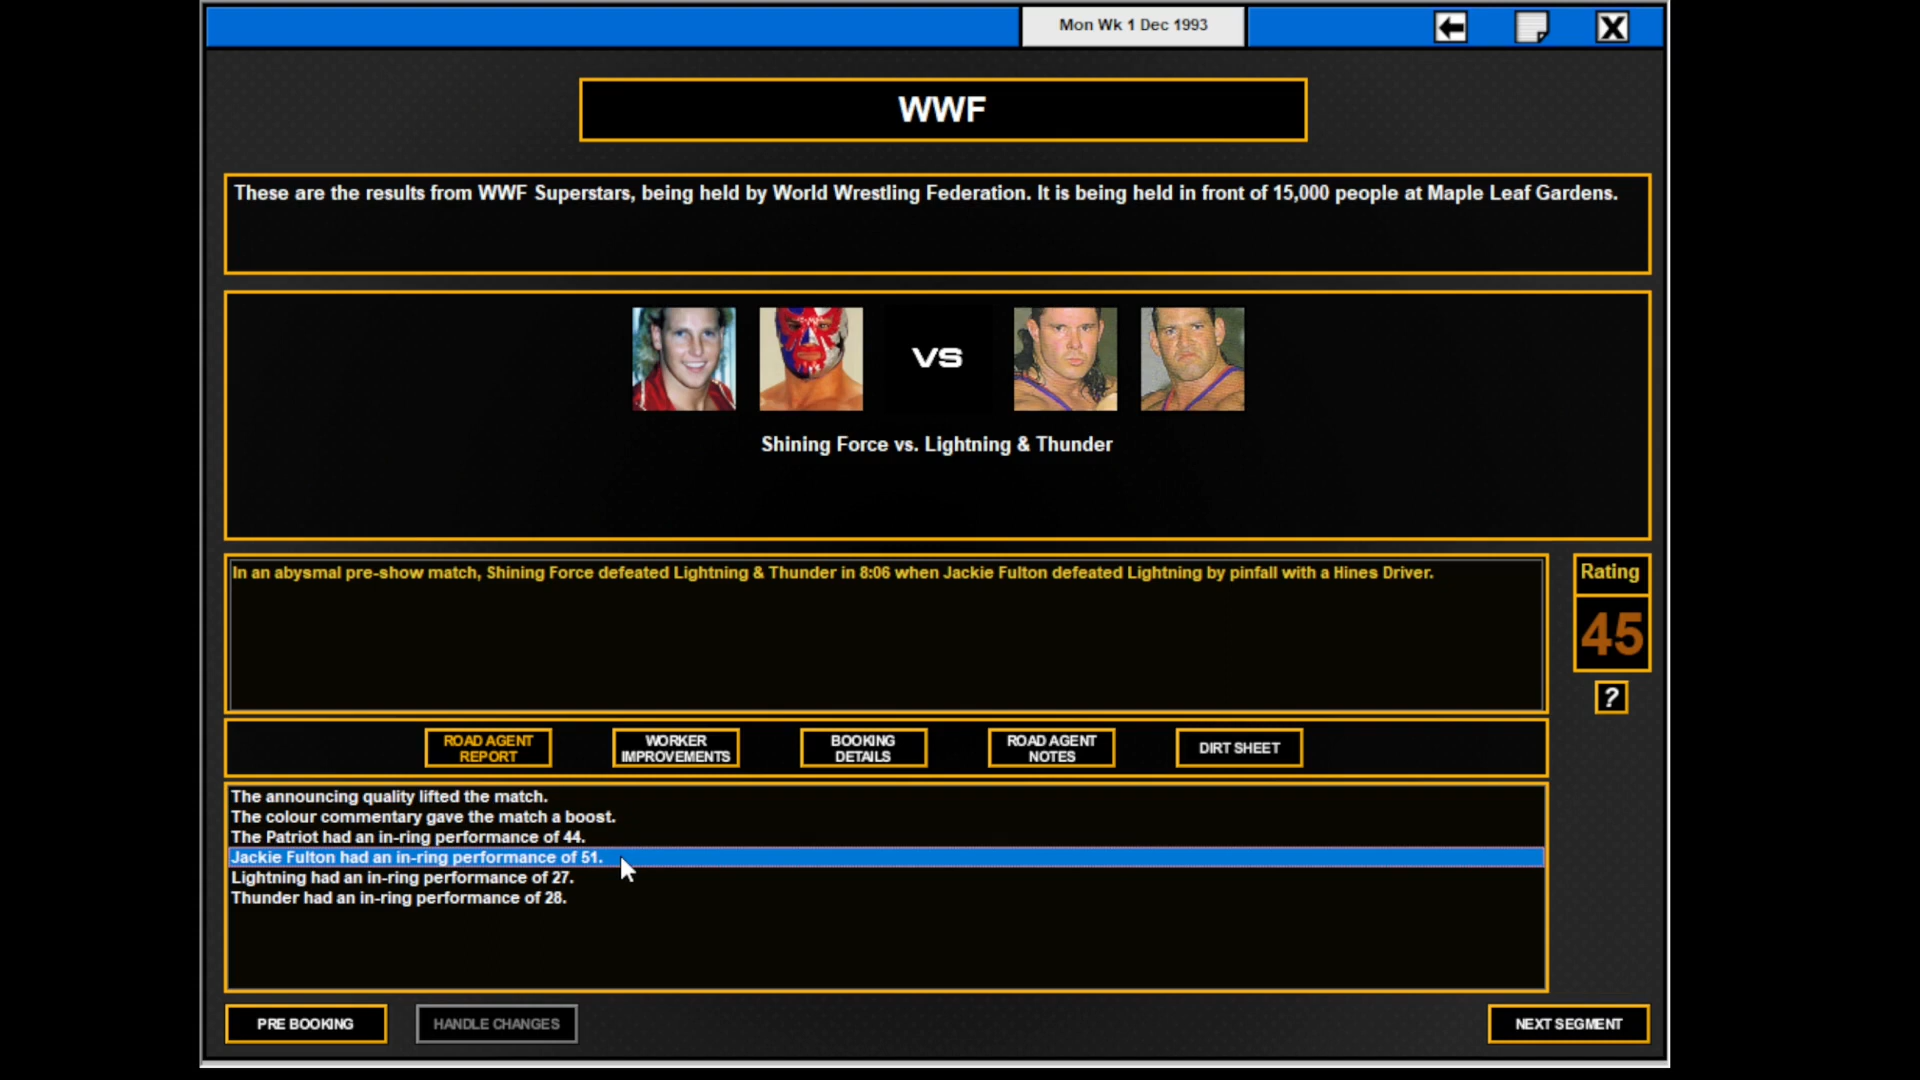 Mon Wk 1 Dec 1993
WWF
These are the results from WWF Superstars, being held by World Wrestling Federation. It is being held in front of 15,000 people at Maple Leaf Gardens.
VS
Shining Force vs. Lightning & Thunder
In an abysmal pre-show match, Shining Force defeated Lightning & Thunder in 8:06 when Jackie Fulton defeated Lightning by pinfall with a Hines Driver.
Rating
45
?
ROAD AGENT
REPORT
WORKER
IMPROVEMENTS
BOOKING
DETAILS
ROAD AGENT
NOTES
DIRT SHEET
The announcing quality lifted the match.
The colour commentary gave the match a boost.
The Patriot had an in-ring performance of 44.
Jackie Fulton had an in-ring performance of 51.
Lightning had an in-ring performance of 27.
Thunder had an in-ring performance of 28.
PRE BOOKING
HANDLE CHANGES
NEXT SEGMENT